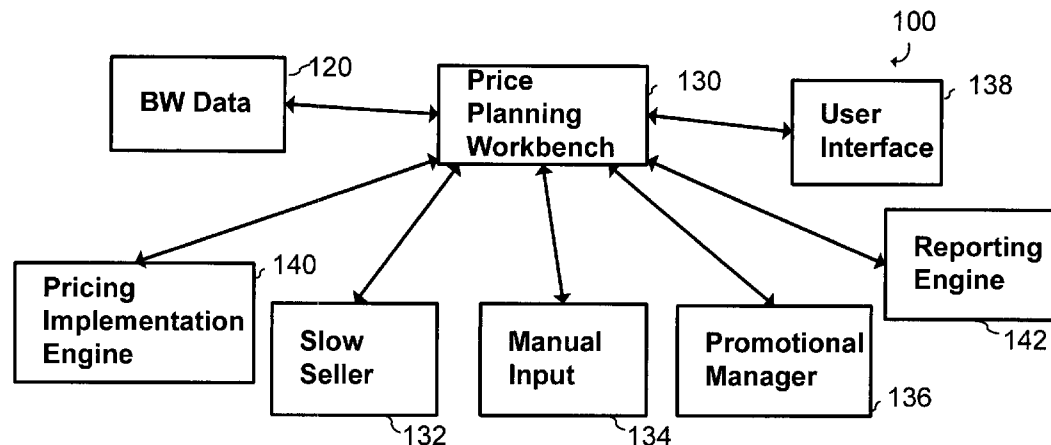 100
120
BW Data
Price
Planning
Workbench
130
138
User
Interface
140
Pricing
Implementation
Engine
Slow
Seller
132
Manual
Input
134
Promotional
Manager
136
Reporting
Engine
142